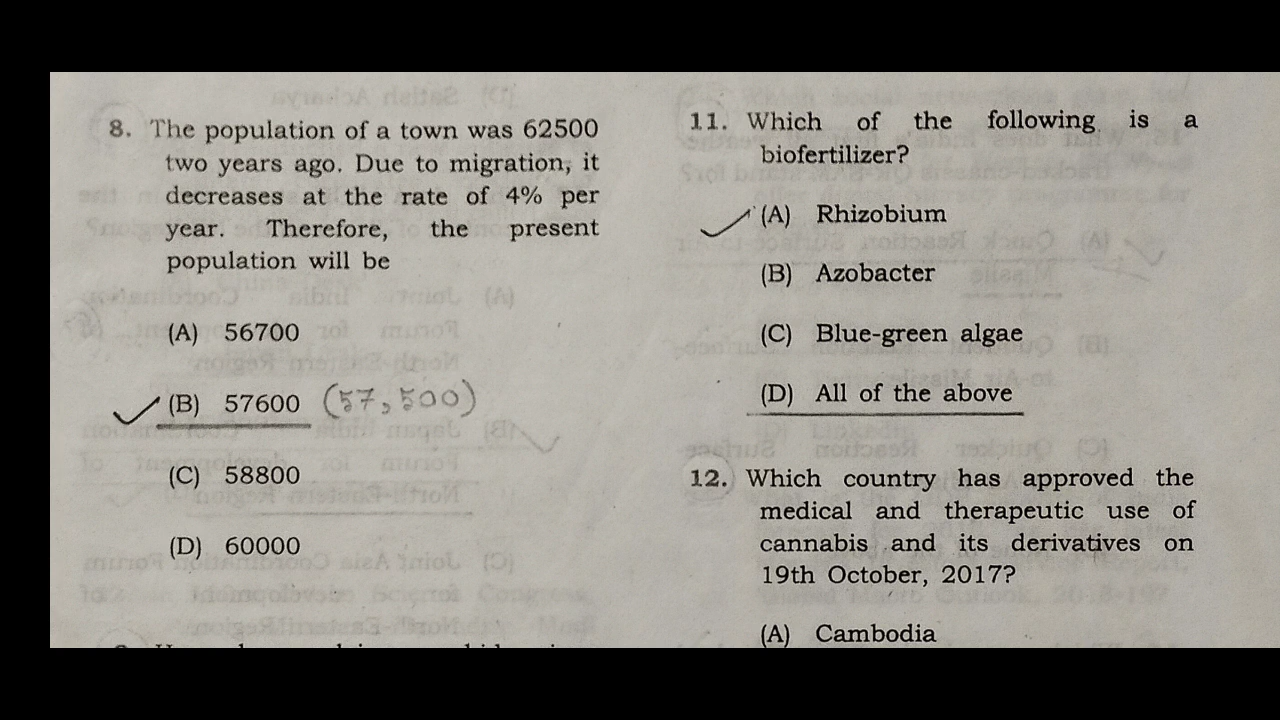 8. The population of a town was 62500
two years ago. Due to migration, it
decreases at the rate of 4% per
year. Therefore, the present
population will be
(A) 56700
(B) 57600 (57,500)
(C) 58800
(D) 60000
11. Which of the following is a
biofertilizer?
(A) Rhizobium
(B) Azobacter
(C) Blue-green algae
(D) All of the above
12. Which country has approved the
medical and therapeutic use of
cannabis and its derivatives on
19th October, 2017?
(A) Cambodia